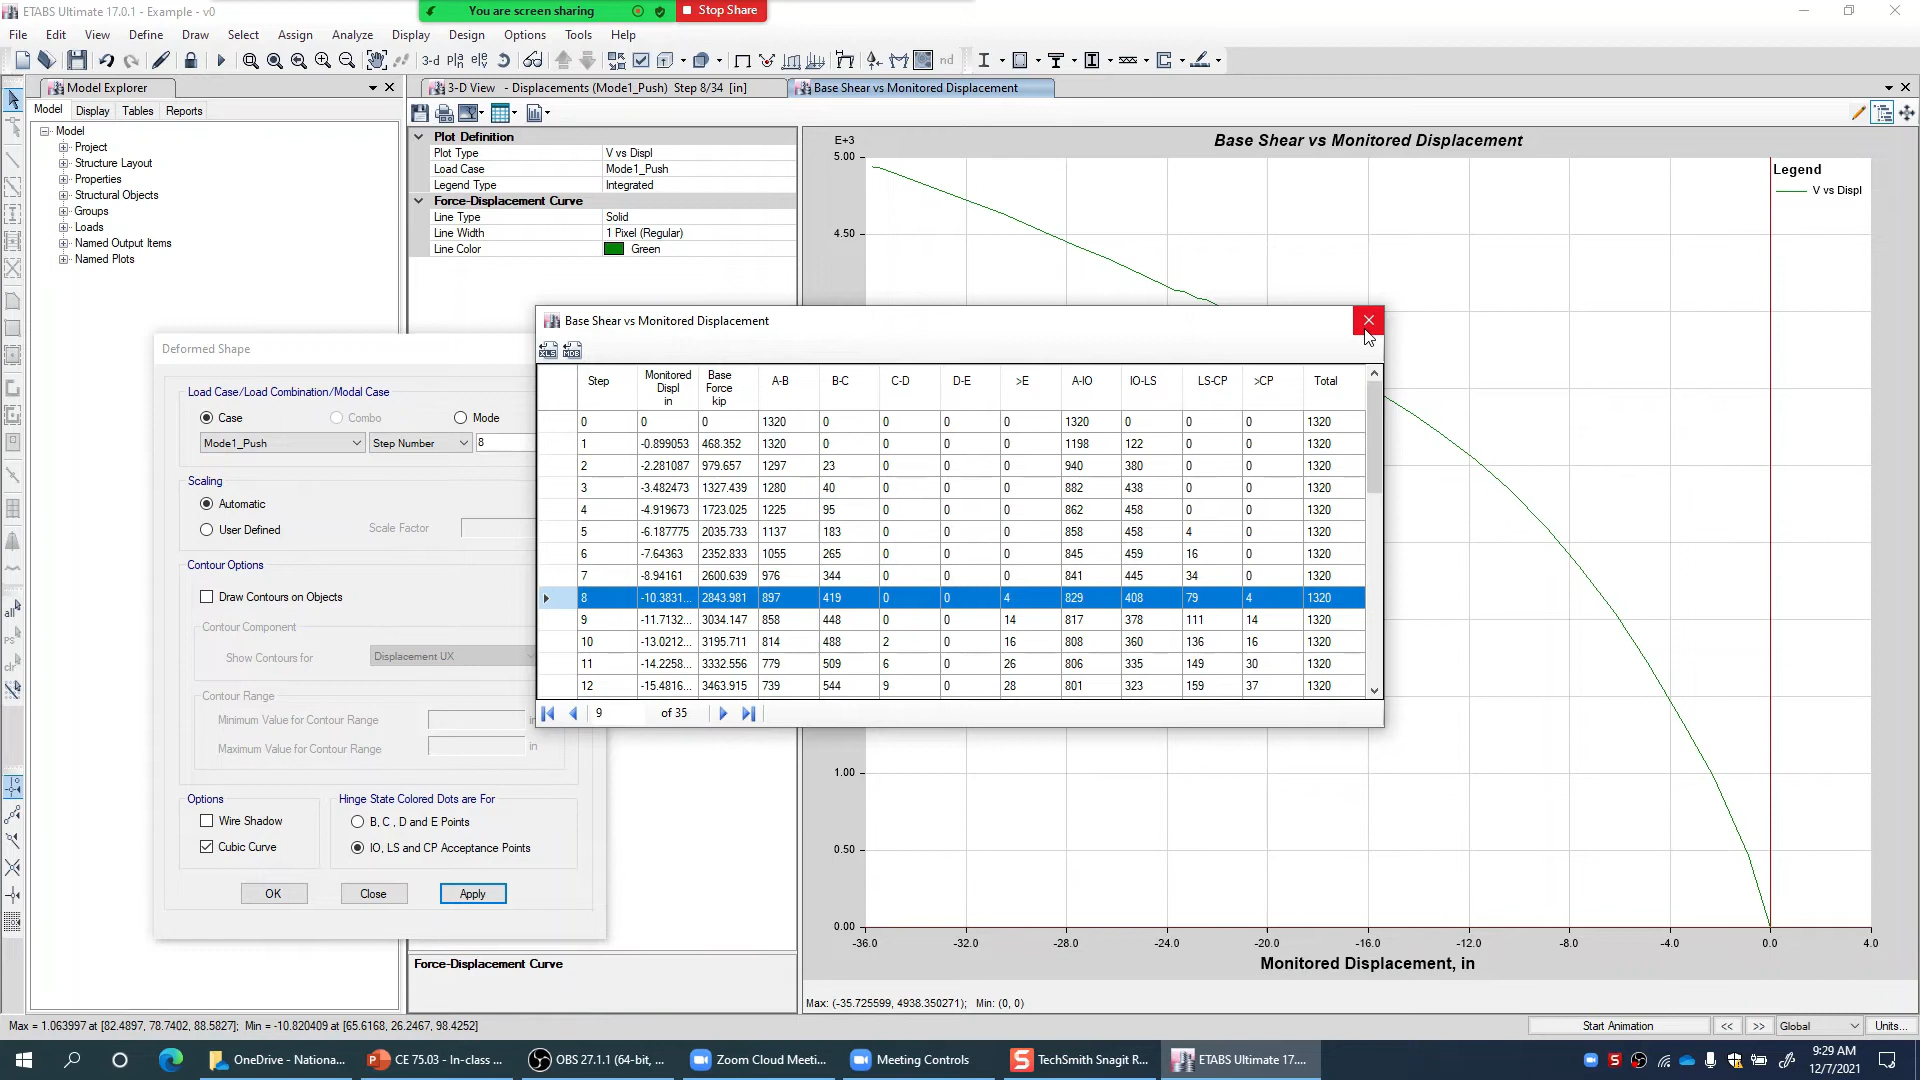 ETABS Ultimate 17.0.1 - Example - v0
You are screen sharing
Stop Share
File Edit View Define Draw Select Assign Analyze Display Design Options Tools Help
3-d
nd
Model Explorer
3-D View - Displacements (Mode1_Push) Step 8/34 [in]
Base Shear vs Monitored Displacement
Model Display Tables Reports
Model
Project
Structure Layout
Properties
Structural Objects
Groups
Loads
Named Output Items
Named Plots
Plot Definition
Plot Type V vs Displ
Load Case Mode1_Push
Legend Type Integrated
Force-Displacement Curve
Line Type Solid
Line Width 1 Pixel (Regular)
Line Color Green
Force-Displacement Curve
Base Shear vs Monitored Displacement
E+3
5.00
4.50
1.00
0.50
0.00
-36.0 -32.0 -28.0 -24.0 -20.0 -16.0 -12.0 -8.0 -4.0 0.0 4.0
Monitored Displacement, in
Legend
V vs Displ
Max: (-35.725599, 4938.350271); Min: (0, 0)
Deformed Shape
Load Case/Load Combination/Modal Case
Case Combo Mode
Mode1_Push Step Number 8
Scaling
Automatic
User Defined Scale Factor
Contour Options
Draw Contours on Objects
Contour Component
Show Contours for Displacement UX
Contour Range
Minimum Value for Contour Range
Maximum Value for Contour Range in
Options
Wire Shadow
Cubic Curve
Hinge State Colored Dots are For
B, C , D and E Points
IO, LS and CP Acceptance Points
OK Close Apply
Base Shear vs Monitored Displacement
XLS MDB
Step Monitored Displ in Base Force kip A-B B-C C-D D-E >E A-IO IO-LS LS-CP >CP Total
0 0 0 1320 0 0 0 0 1320 0 0 0 1320
1 -0.899053 468.352 1320 0 0 0 0 1198 122 0 0 1320
2 -2.281087 979.657 1297 23 0 0 0 940 380 0 0 1320
3 -3.482473 1327.439 1280 40 0 0 0 882 438 0 0 1320
4 -4.919673 1723.025 1225 95 0 0 0 862 458 0 0 1320
5 -6.187775 2035.733 1137 183 0 0 0 858 458 4 0 1320
6 -7.64363 2352.833 1055 265 0 0 0 845 459 16 0 1320
7 -8.94161 2600.639 976 344 0 0 0 841 445 34 0 1320
8 -10.3831... 2843.981 897 419 0 0 4 829 408 79 4 1320
9 -11.7132... 3034.147 858 448 0 0 14 817 378 111 14 1320
10 -13.0212... 3195.711 814 488 2 0 16 808 360 136 16 1320
11 -14.2258... 3332.556 779 509 6 0 26 806 335 149 30 1320
12 -15.4816... 3463.915 739 544 9 0 28 801 323 159 37 1320
9 of 35
Max = 1.063997 at [82.4897, 78.7402, 88.5827]; Min = -10.820409 at [65.6168, 26.2467, 98.4252]
Start Animation << >> Global Units...
OneDrive - Nationa...
CE 75.03 - In-class ...
OBS 27.1.1 (64-bit, ...
Zoom Cloud Meeti...
Meeting Controls
TechSmith Snagit R...
ETABS Ultimate 17....
9:29 AM
12/7/2021